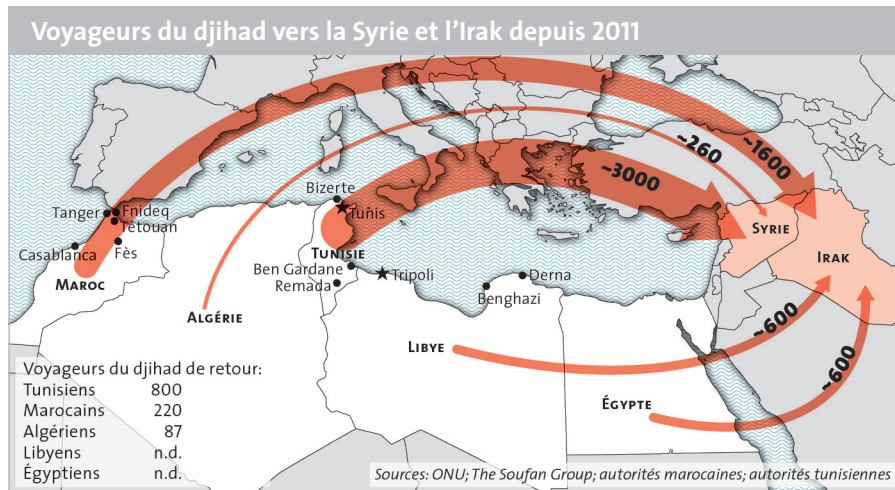 Voyageurs du djihad vers la Syrie et l'Irak depuis 2011
~1600
~260
~3000
Bizerte
Tunis
Tanger
Fnideq
Tétouan
Casablanca
Fès
SYRIE
IRAK
TUNISIE
MAROC
Ben Gardane
Remada
Tripoli
Derna
Benghazi
ALGÉRIE
~600
LIBYE
~600
ÉGYPTE
Voyageurs du djihad de retour:
Tunisiens 800
Marocains 220
Algériens 87
Libyens n.d.
Égyptiens n.d.
Sources: ONU; The Soufan Group; autorités marocaines; autorités tunisiennes